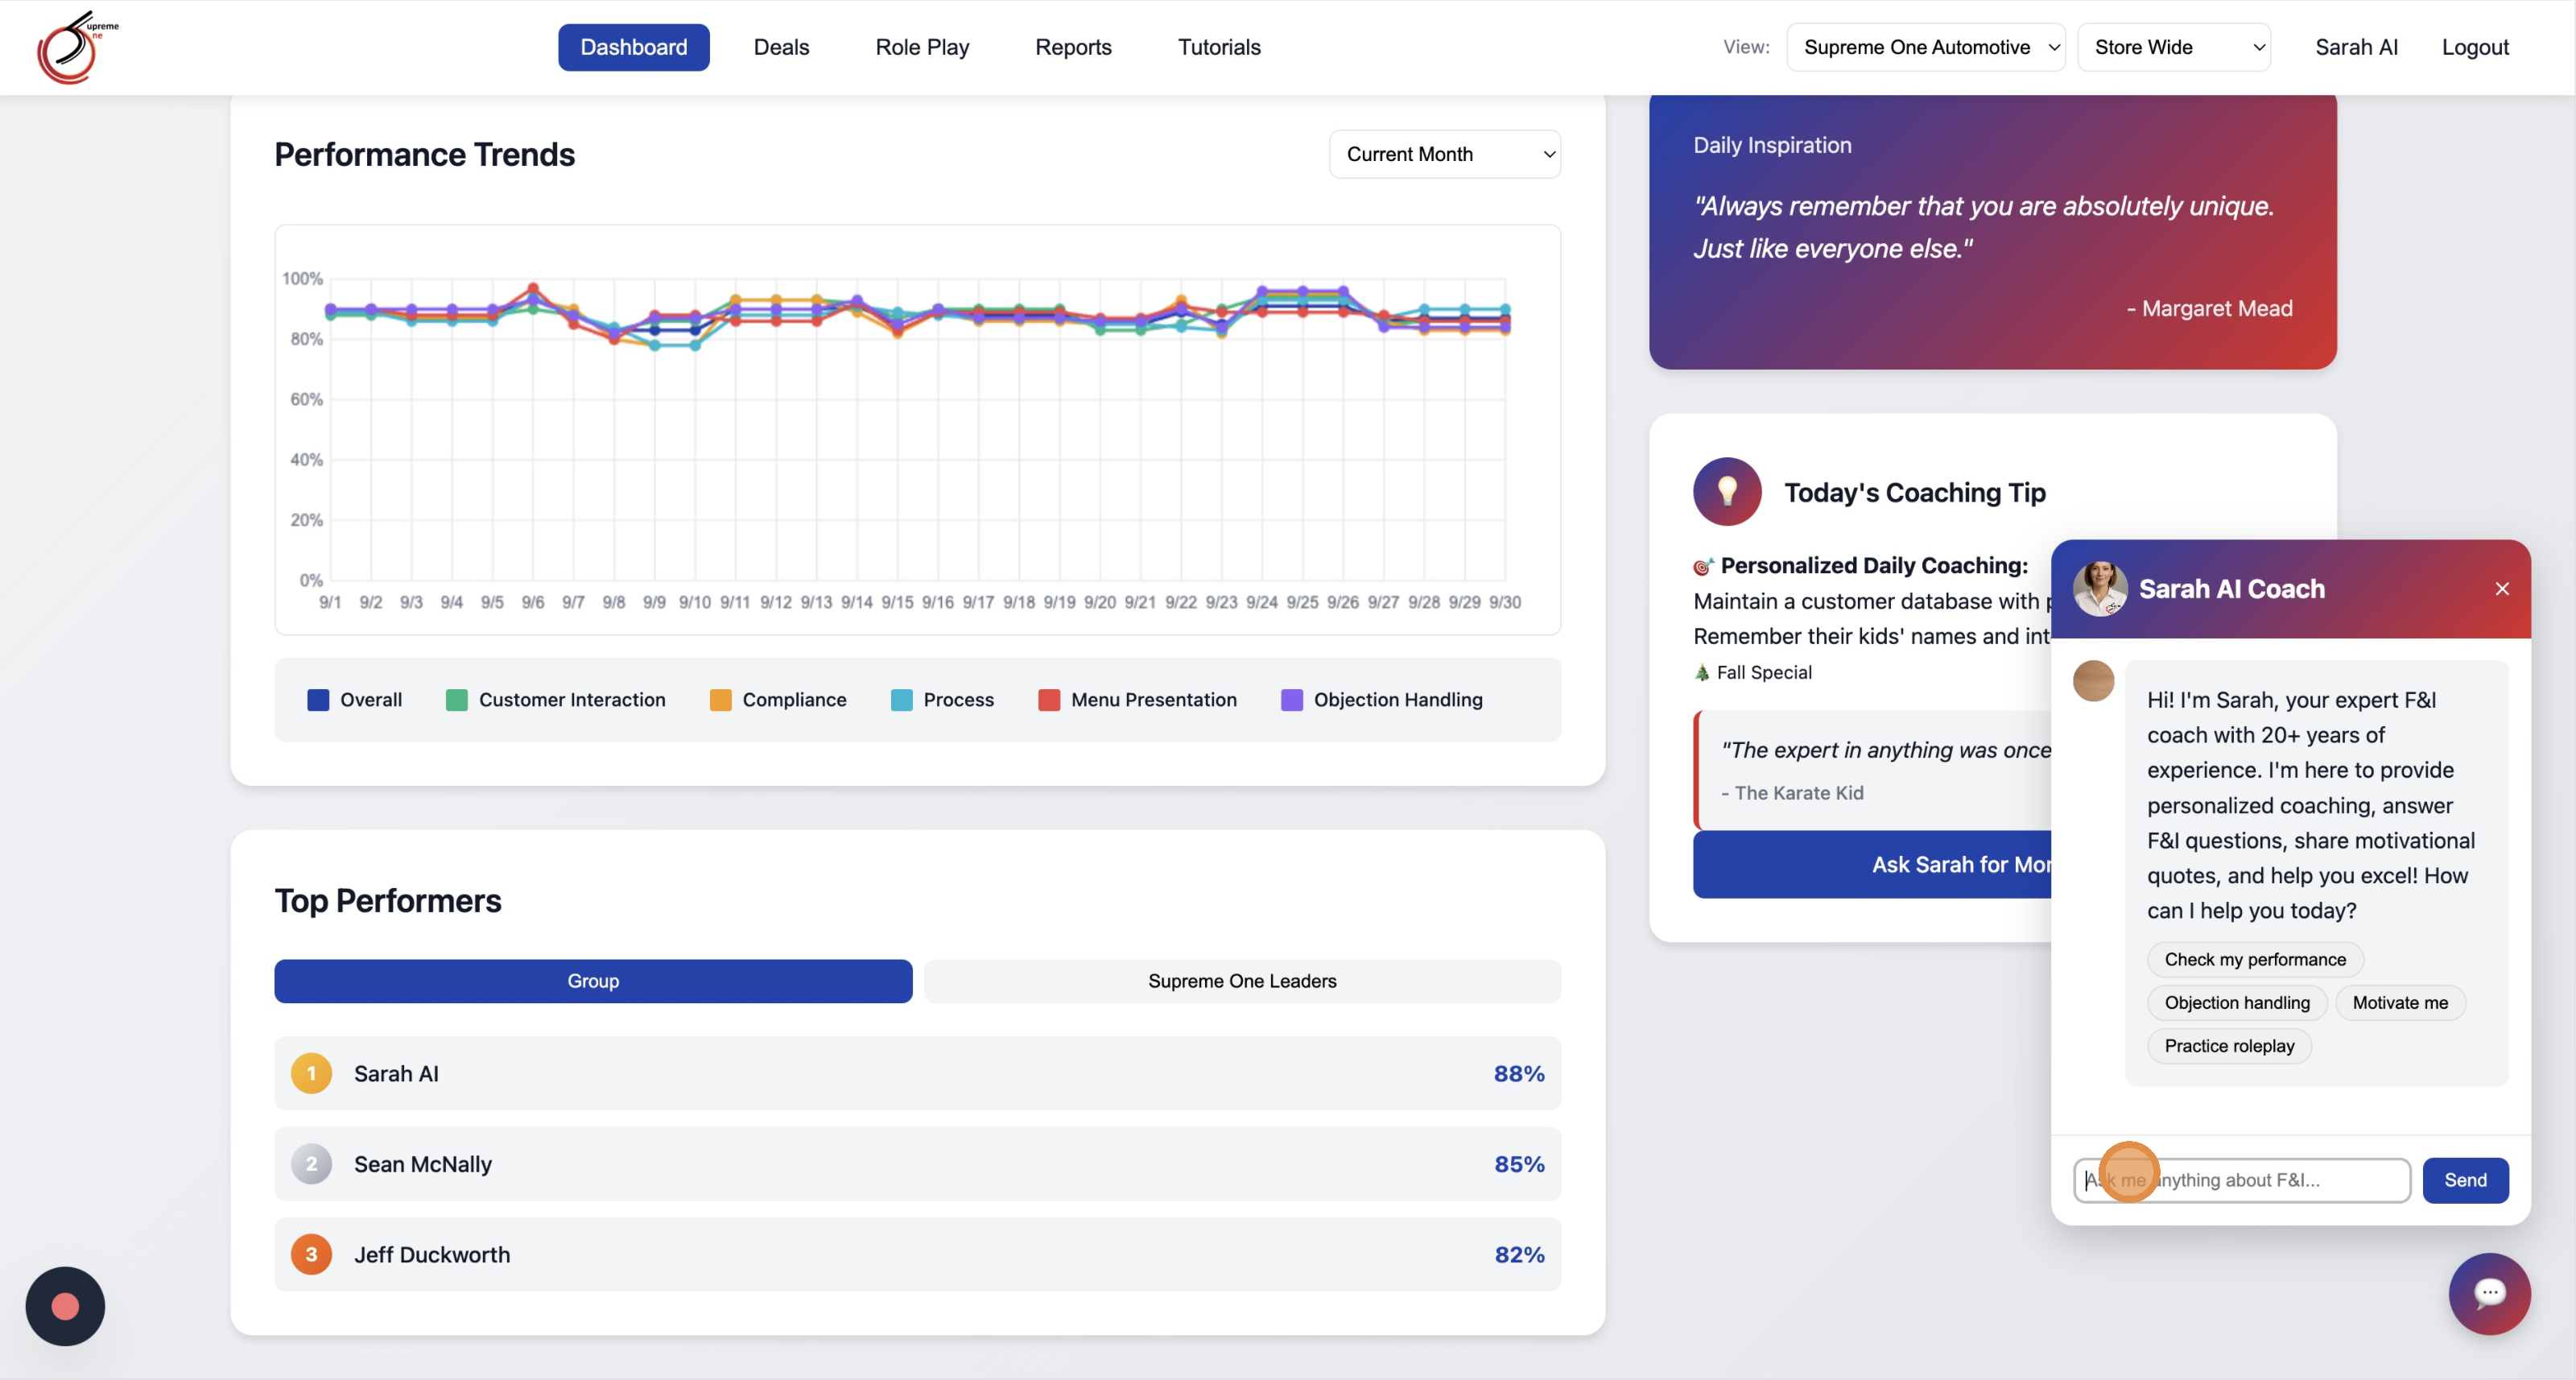 upreme
ne
Dashboard
Deals
Role Play
Reports
Tutorials
View:
Supreme One Automotive
Store Wide
Sarah AI
Logout
Performance Trends
Current Month
100%
80%
60%
40%
20%
0%
9/1 9/2 9/3 9/4 9/5 9/6 9/7 9/8 9/9 9/10 9/11 9/12 9/13 9/14 9/15 9/16 9/17 9/18 9/19 9/20 9/21 9/22 9/23 9/24 9/25 9/26 9/27 9/28 9/29 9/30
Overall
Customer Interaction
Compliance
Process
Menu Presentation
Objection Handling
Top Performers
Group
Supreme One Leaders
1 Sarah AI 88%
2 Sean McNally 85%
3 Jeff Duckworth 82%
Daily Inspiration
"Always remember that you are absolutely unique.
Just like everyone else."
- Margaret Mead
Today's Coaching Tip
Personalized Daily Coaching:
Maintain a customer database with
Remember their kids' names and
Fall Special
"The expert in anything was once
- The Karate Kid
Ask Sarah for
Sarah AI Coach
Hi! I'm Sarah, your expert F&I
coach with 20+ years of
experience. I'm here to provide
personalized coaching, answer
F&I questions, share motivational
quotes, and help you excel! How
can I help you today?
Check my performance
Objection handling
Motivate me
Practice roleplay
Ask me anything about F&I...
Send